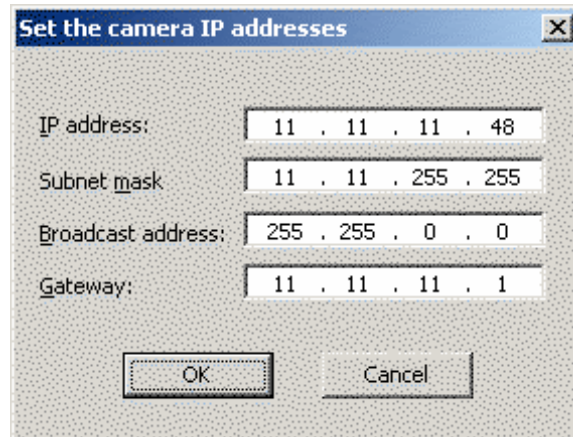 Set the camera IP addresses
IP address: 11 . 11 . 11 . 48
Subnet mask 11 . 11 . 255 . 255
Broadcast address: 255 . 255 . 0 . 0
Gateway: 11 . 11 . 11 . 1
OK Cancel